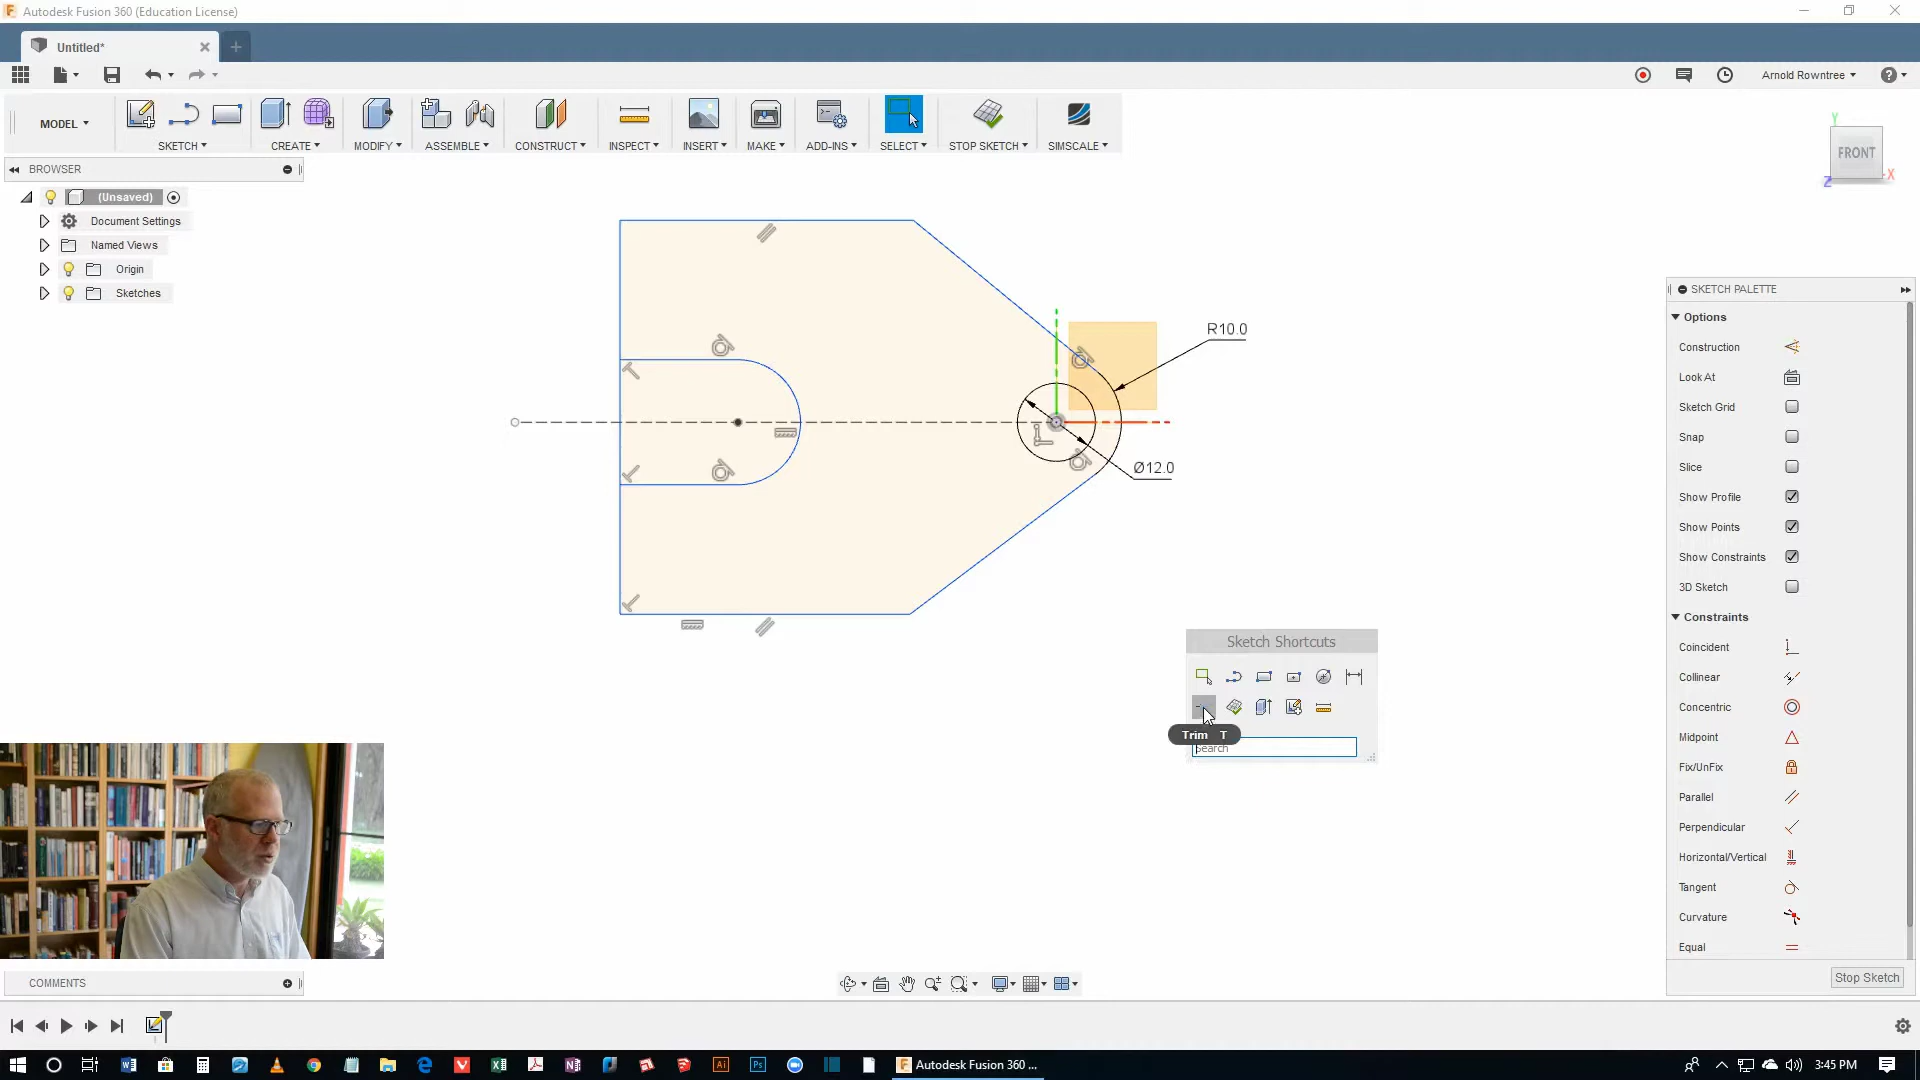 Autodesk Fusion 360 (Education License)
Untitled*
Arnold Rowntree
MODEL
SKETCH
CREATE
MODIFY
ASSEMBLE
CONSTRUCT
INSPECT
INSERT
MAKE
ADD-INS
SELECT
STOP SKETCH
SIMSCALE
Y
FRONT
X
Z
BROWSER
(Unsaved)
Document Settings
Named Views
Origin
Sketches
R10.0
Ø12.0
SKETCH PALETTE
Options
Construction
Look At
Sketch Grid
Snap
Slice
Show Profile
Show Points
Show Constraints
3D Sketch
Constraints
Coincident
Collinear
Concentric
Midpoint
Fix/UnFix
Parallel
Perpendicular
Horizontal/Vertical
Tangent
Curvature
Equal
Stop Sketch
Sketch Shortcuts
Trim T
Search
COMMENTS
Autodesk Fusion 360 ...
3:45 PM